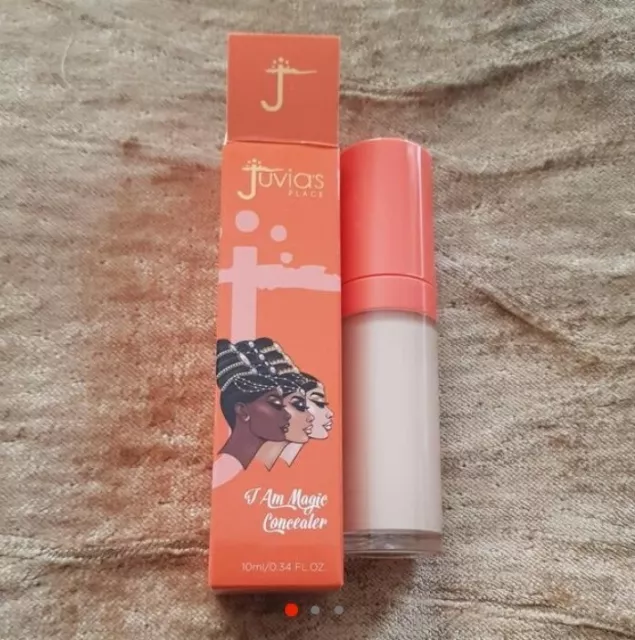 J
Juvia's
PLACE
I Am Magic
Concealer
10ml/0.34 FL.OZ.